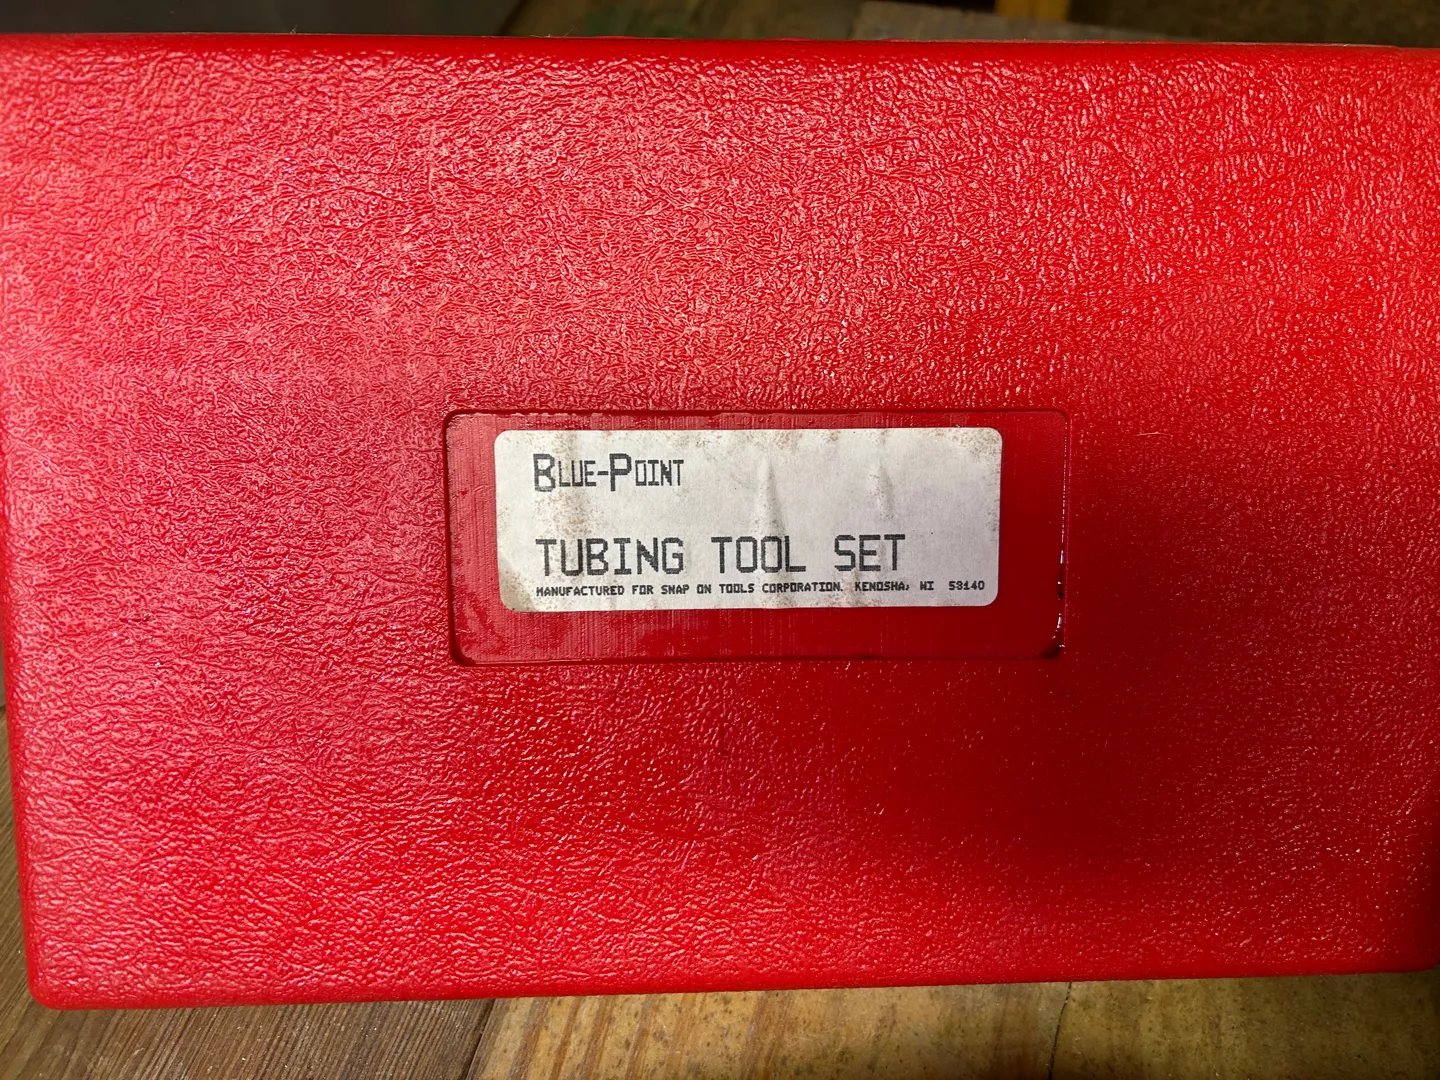 BLUE-POINT
TUBING TOOL SET
MANUFACTURED FOR SNAP ON TOOLS CORPORATION. KENOSHA, WI 53140